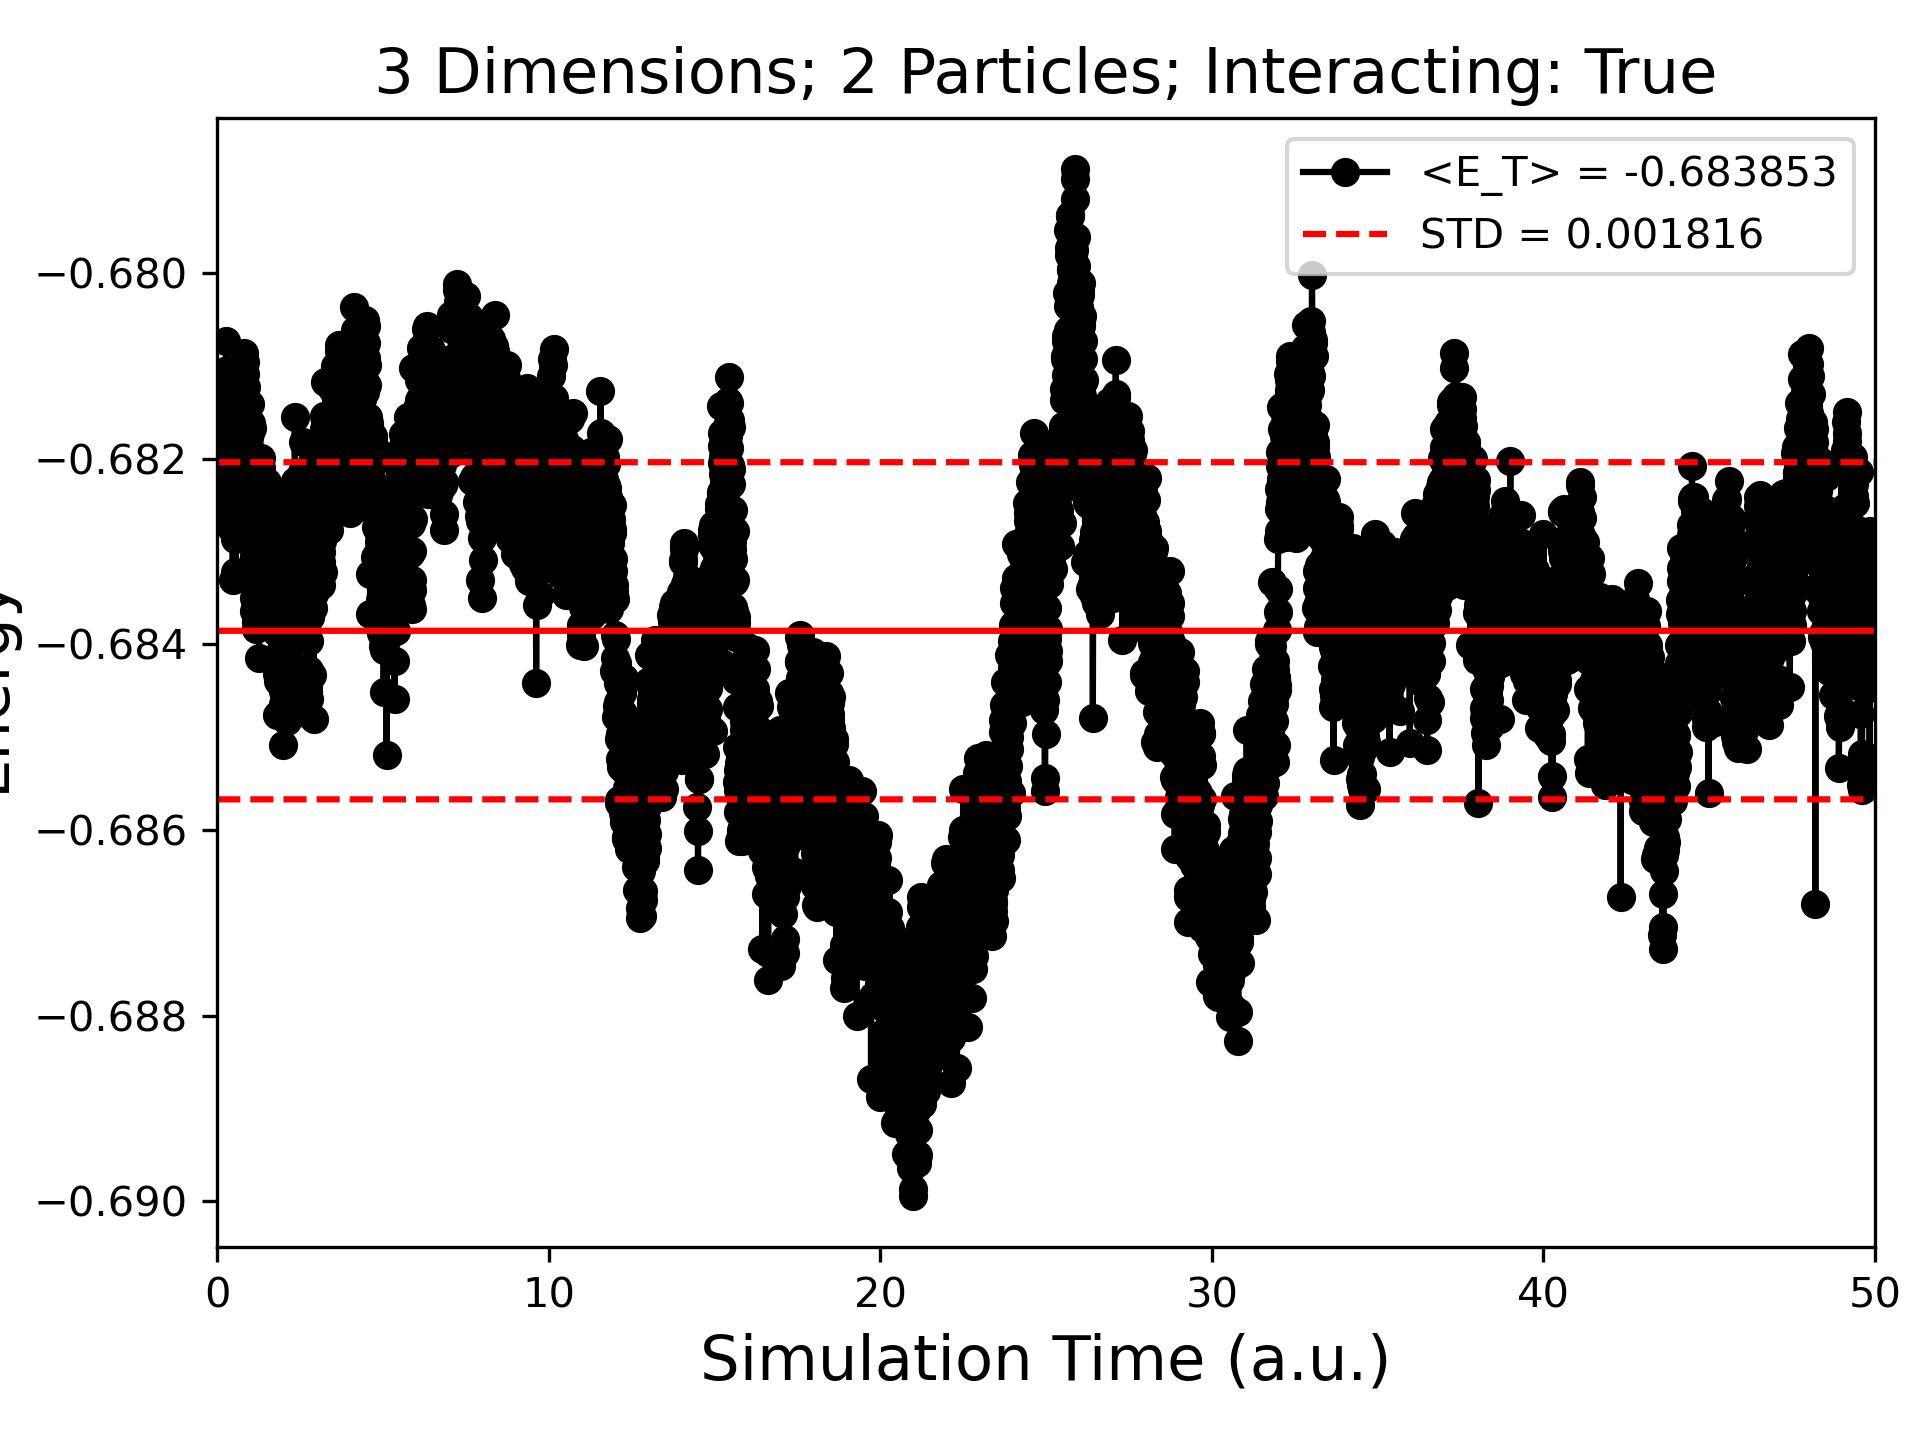 3 Dimensions; 2 Particles; Interacting: True
<E_T> = -0.683853
STD = 0.001816
Energy
−0.680
−0.682
−0.684
−0.686
−0.688
−0.690
0 10 20 30 40 50
Simulation Time (a.u.)